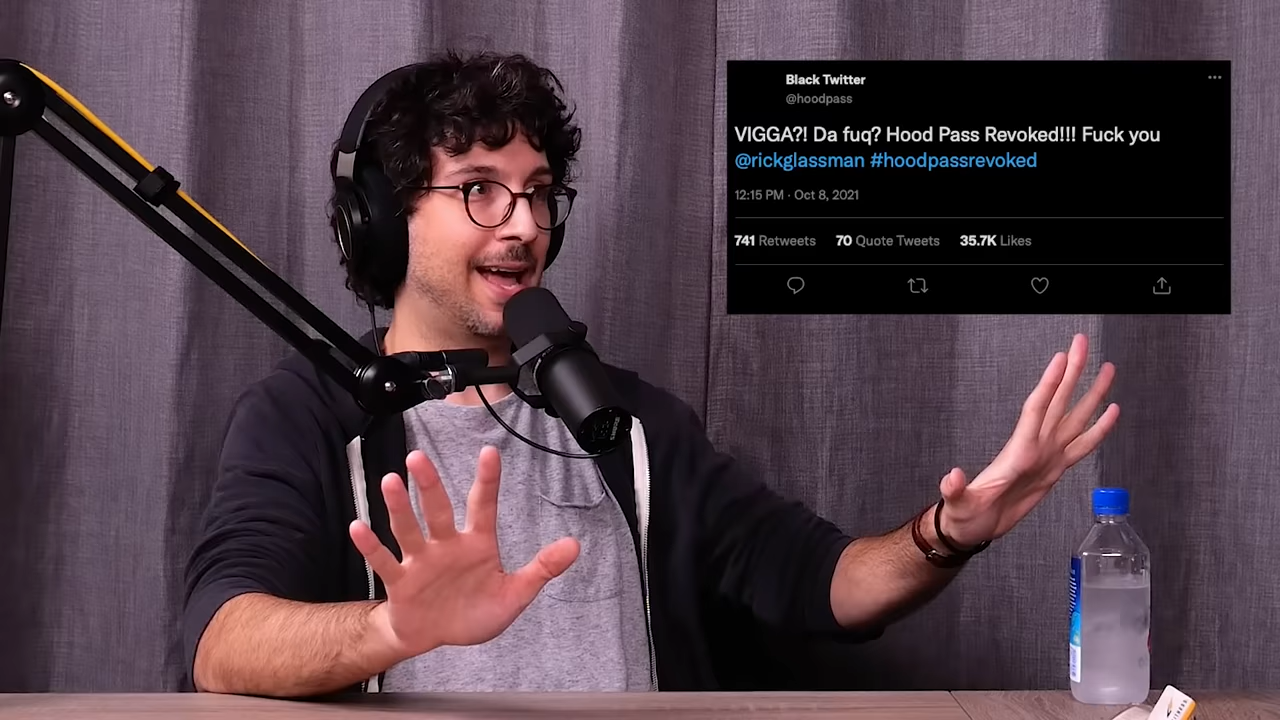 Black Twitter
@hoodpass
VIGGA?! Da fuq? Hood Pass Revoked!!! Fuck you
@rickglassman #hoodpassrevoked
12:15 PM · Oct 8, 2021
741 Retweets 70 Quote Tweets 35.7K Likes